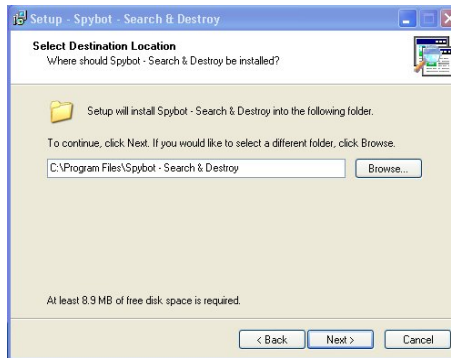 Setup - Spybot - Search & Destroy
Select Destination Location
Where should Spybot - Search & Destroy be installed?
Setup will install Spybot - Search & Destroy into the following folder.
To continue, click Next. If you would like to select a different folder, click Browse.
C:\Program Files\Spybot - Search & Destroy
Browse...
At least 8.9 MB of free disk space is required.
< Back
Next >
Cancel